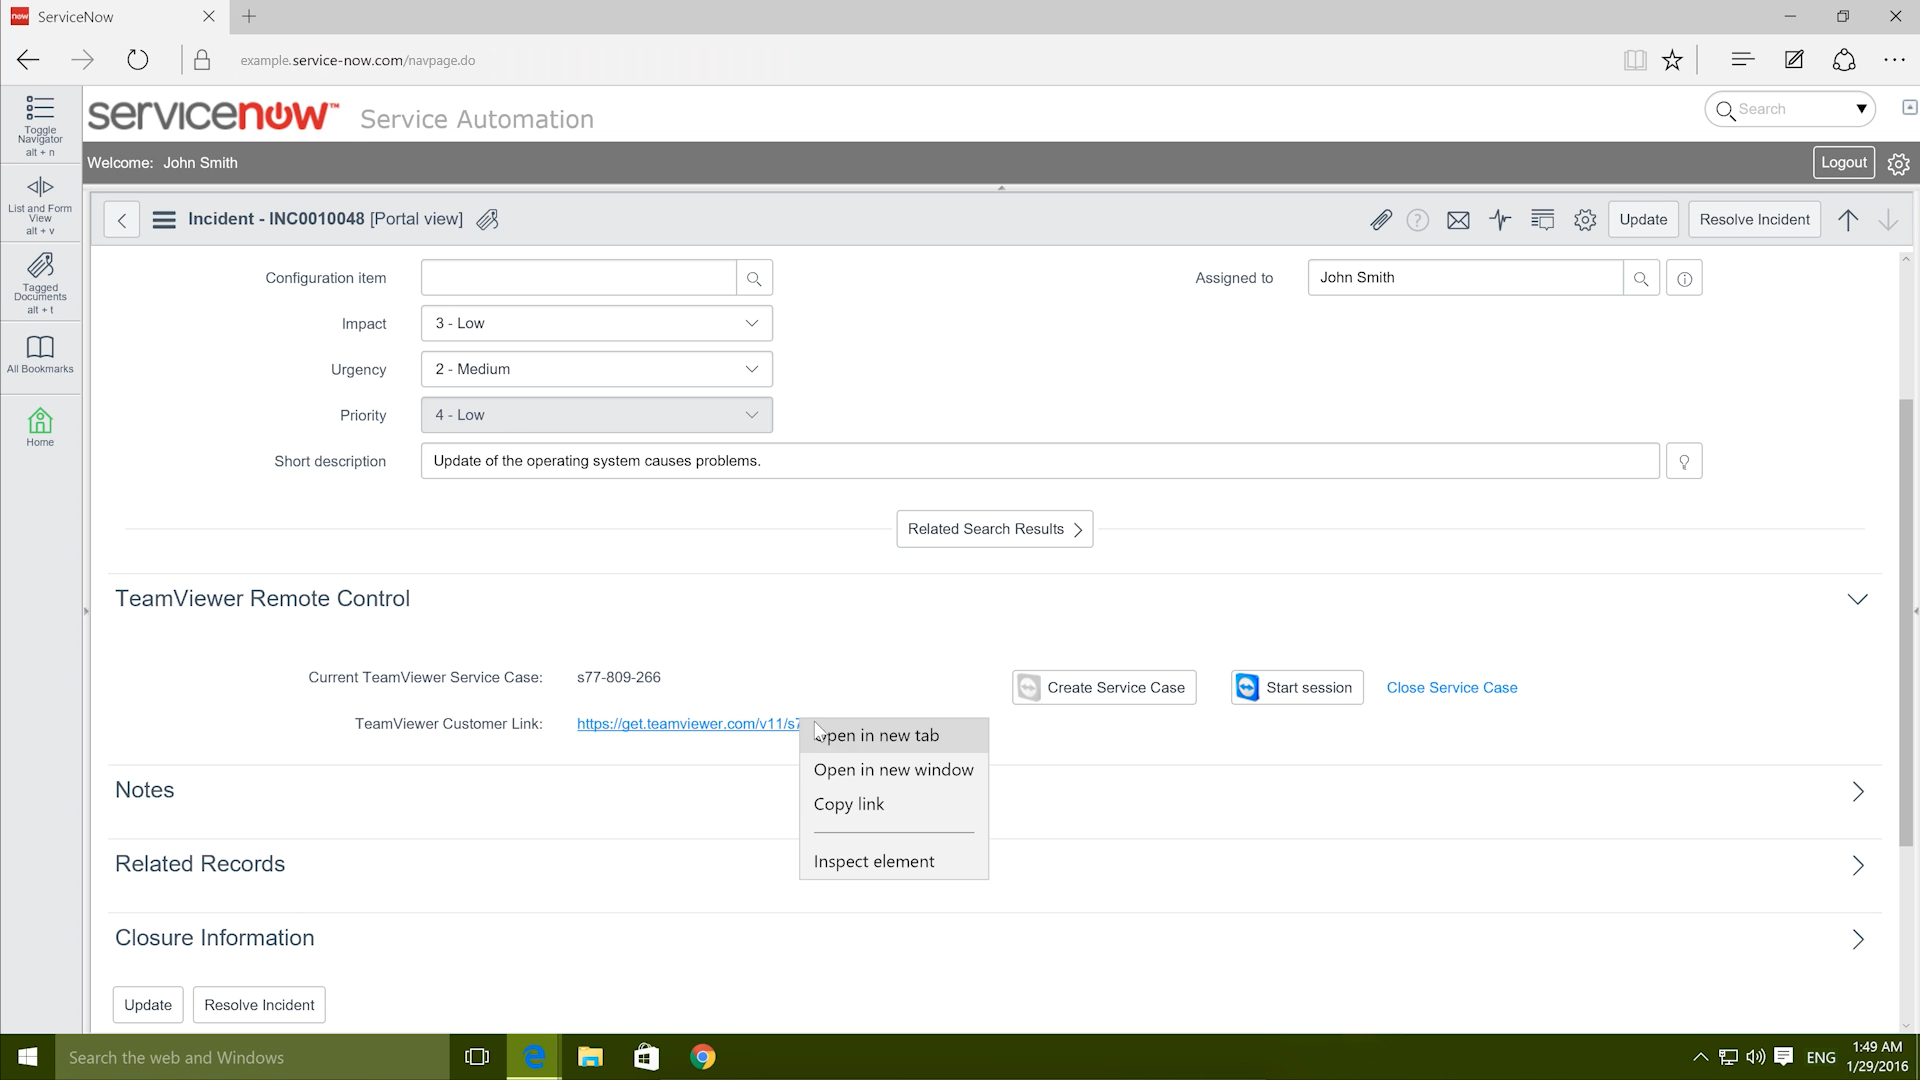 now ServiceNow
example.service-now.com/navpage.do
servicenow™ Service Automation
Search
Toggle
Navigator
alt + n
Welcome: John Smith
Logout
List and Form
View
alt + v
Incident - INC0010048 [Portal view]
Update
Resolve Incident
Tagged
Documents
alt + t
All Bookmarks
Home
Configuration item
Assigned to
John Smith
Impact
3 - Low
Urgency
2 - Medium
Priority
4 - Low
Short description
Update of the operating system causes problems.
Related Search Results
TeamViewer Remote Control
Current TeamViewer Service Case:
s77-809-266
Create Service Case
Start session
Close Service Case
TeamViewer Customer Link:
https://get.teamviewer.com/v11/s7
Open in new tab
Open in new window
Copy link
Inspect element
Notes
Related Records
Closure Information
Update
Resolve Incident
Search the web and Windows
ENG
1:49 AM
1/29/2016